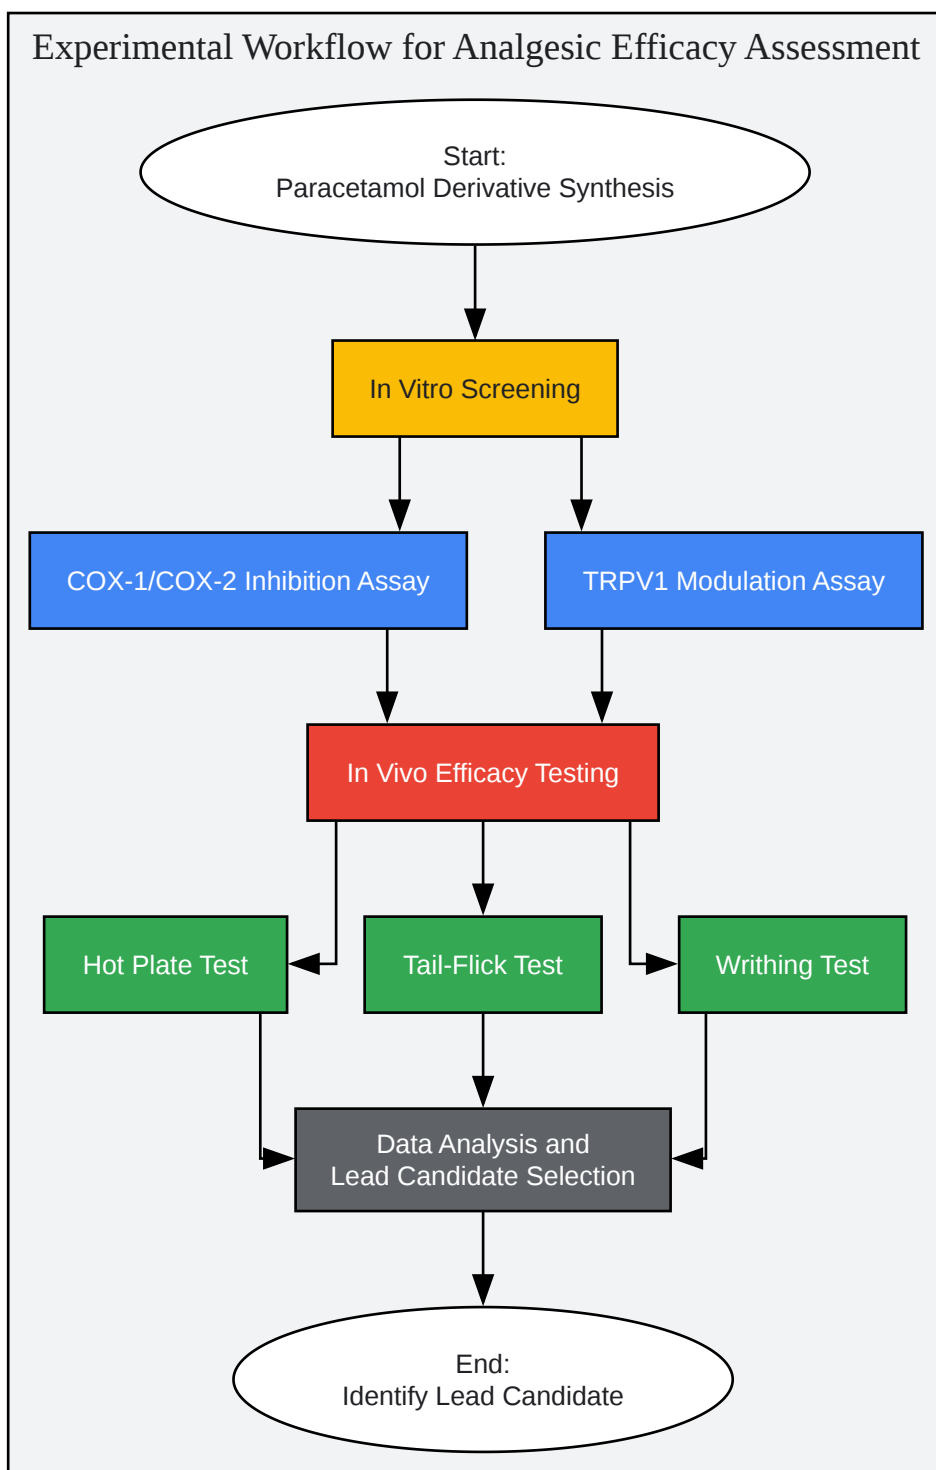 Experimental Workflow for Analgesic Efficacy Assessment
Start:
Paracetamol Derivative Synthesis
In Vitro Screening
COX-1/COX-2 Inhibition Assay
TRPV1 Modulation Assay
In Vivo Efficacy Testing
Hot Plate Test
Tail-Flick Test
Writhing Test
Data Analysis and
Lead Candidate Selection
End:
Identify Lead Candidate